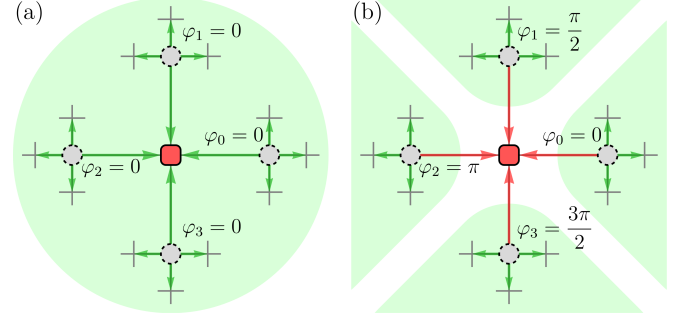 (a)
φ₁ = 0
φ₀ = 0
φ₂ = 0
φ₃ = 0
(b)
φ₁ = π/2
φ₀ = 0
φ₂ = π
φ₃ = 3π/2